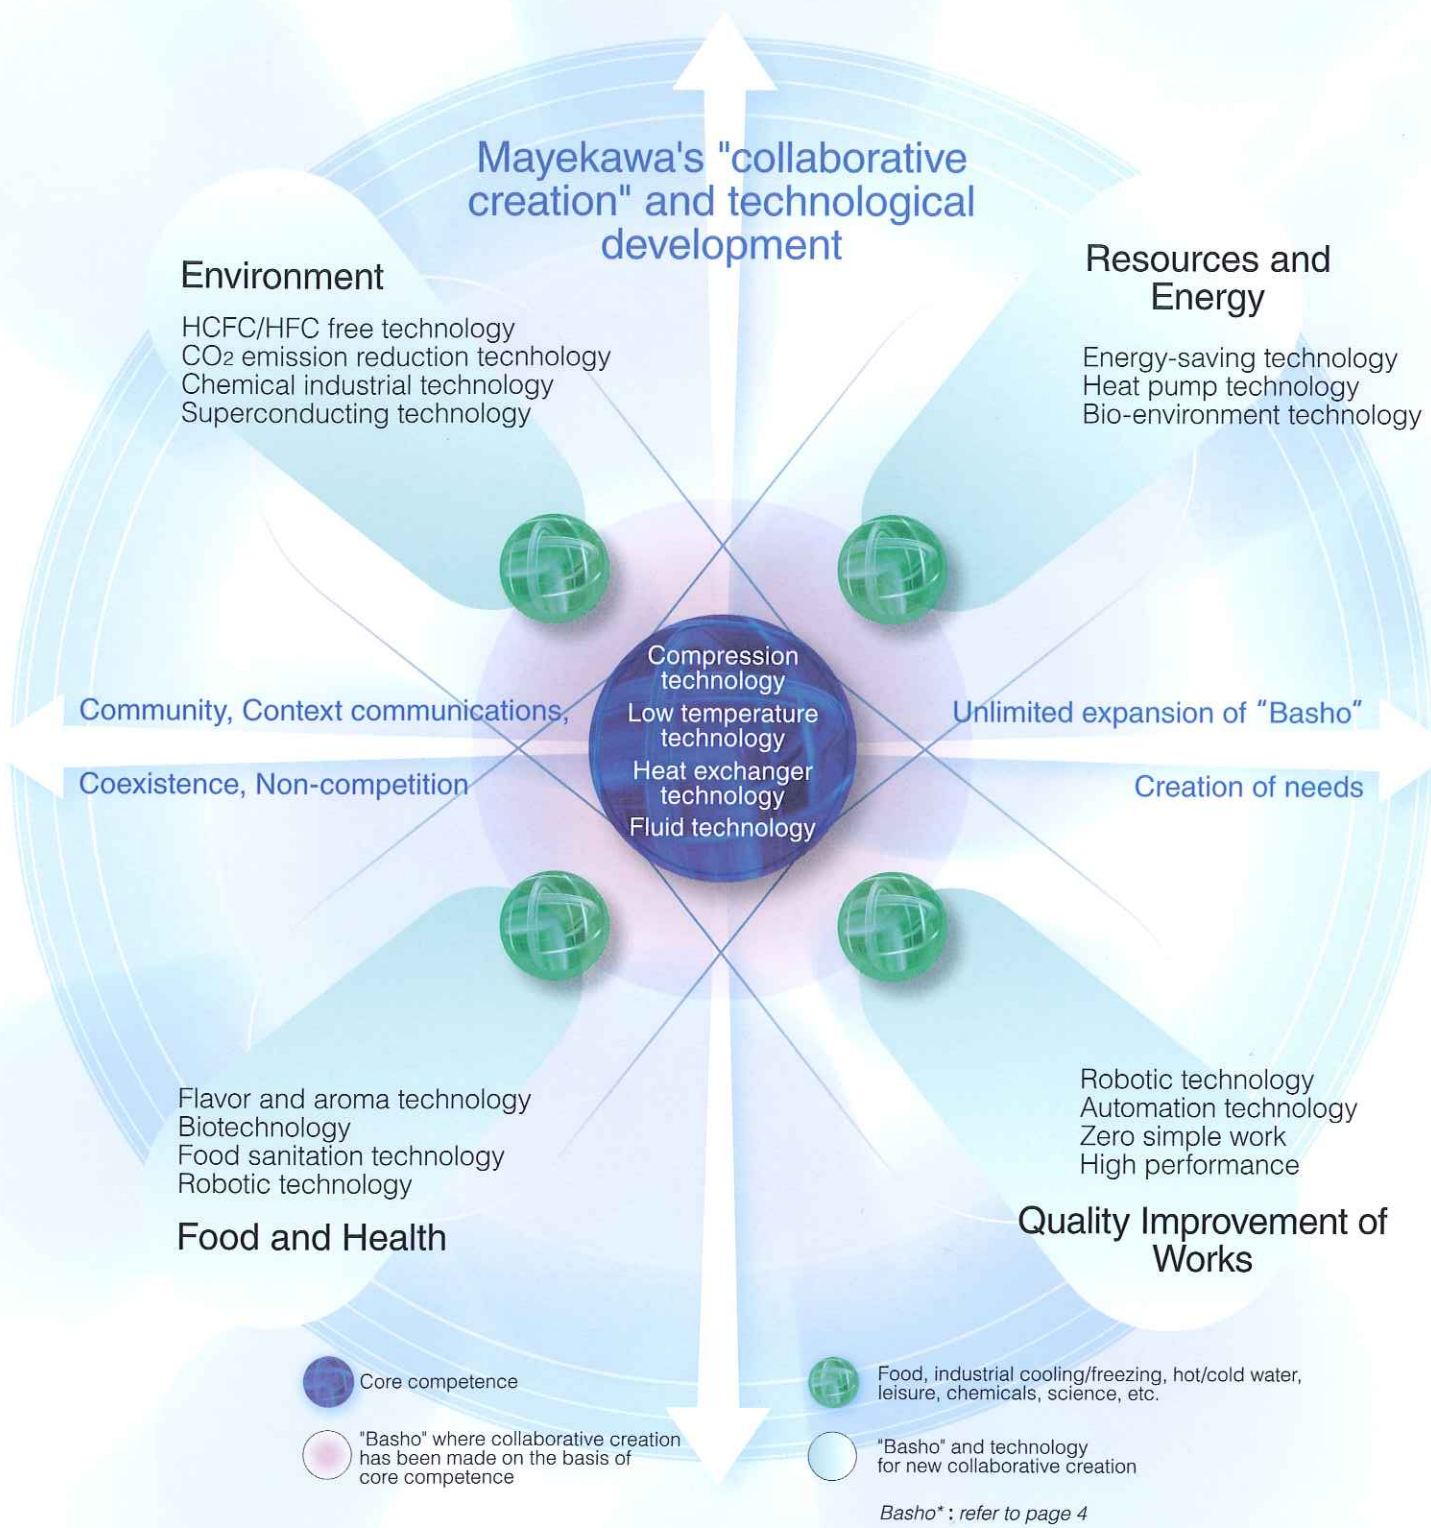 Mayekawa's "collaborative
creation" and technological
development
Environment
HCFC/HFC free technology
CO2 emission reduction tecnhology
Chemical industrial technology
Superconducting technology
Resources and
Energy
Energy-saving technology
Heat pump technology
Bio-environment technology
Compression
technology
Low temperature
technology
Heat exchanger
technology
Fluid technology
Community, Context communications,
Coexistence, Non-competition
Unlimited expansion of "Basho"
Creation of needs
Flavor and aroma technology
Biotechnology
Food sanitation technology
Robotic technology
Food and Health
Robotic technology
Automation technology
Zero simple work
High performance
Quality Improvement of
Works
Core competence
"Basho" where collaborative creation
has been made on the basis of
core competence
Food, industrial cooling/freezing, hot/cold water,
leisure, chemicals, science, etc.
"Basho" and technology
for new collaborative creation
Basho* : refer to page 4